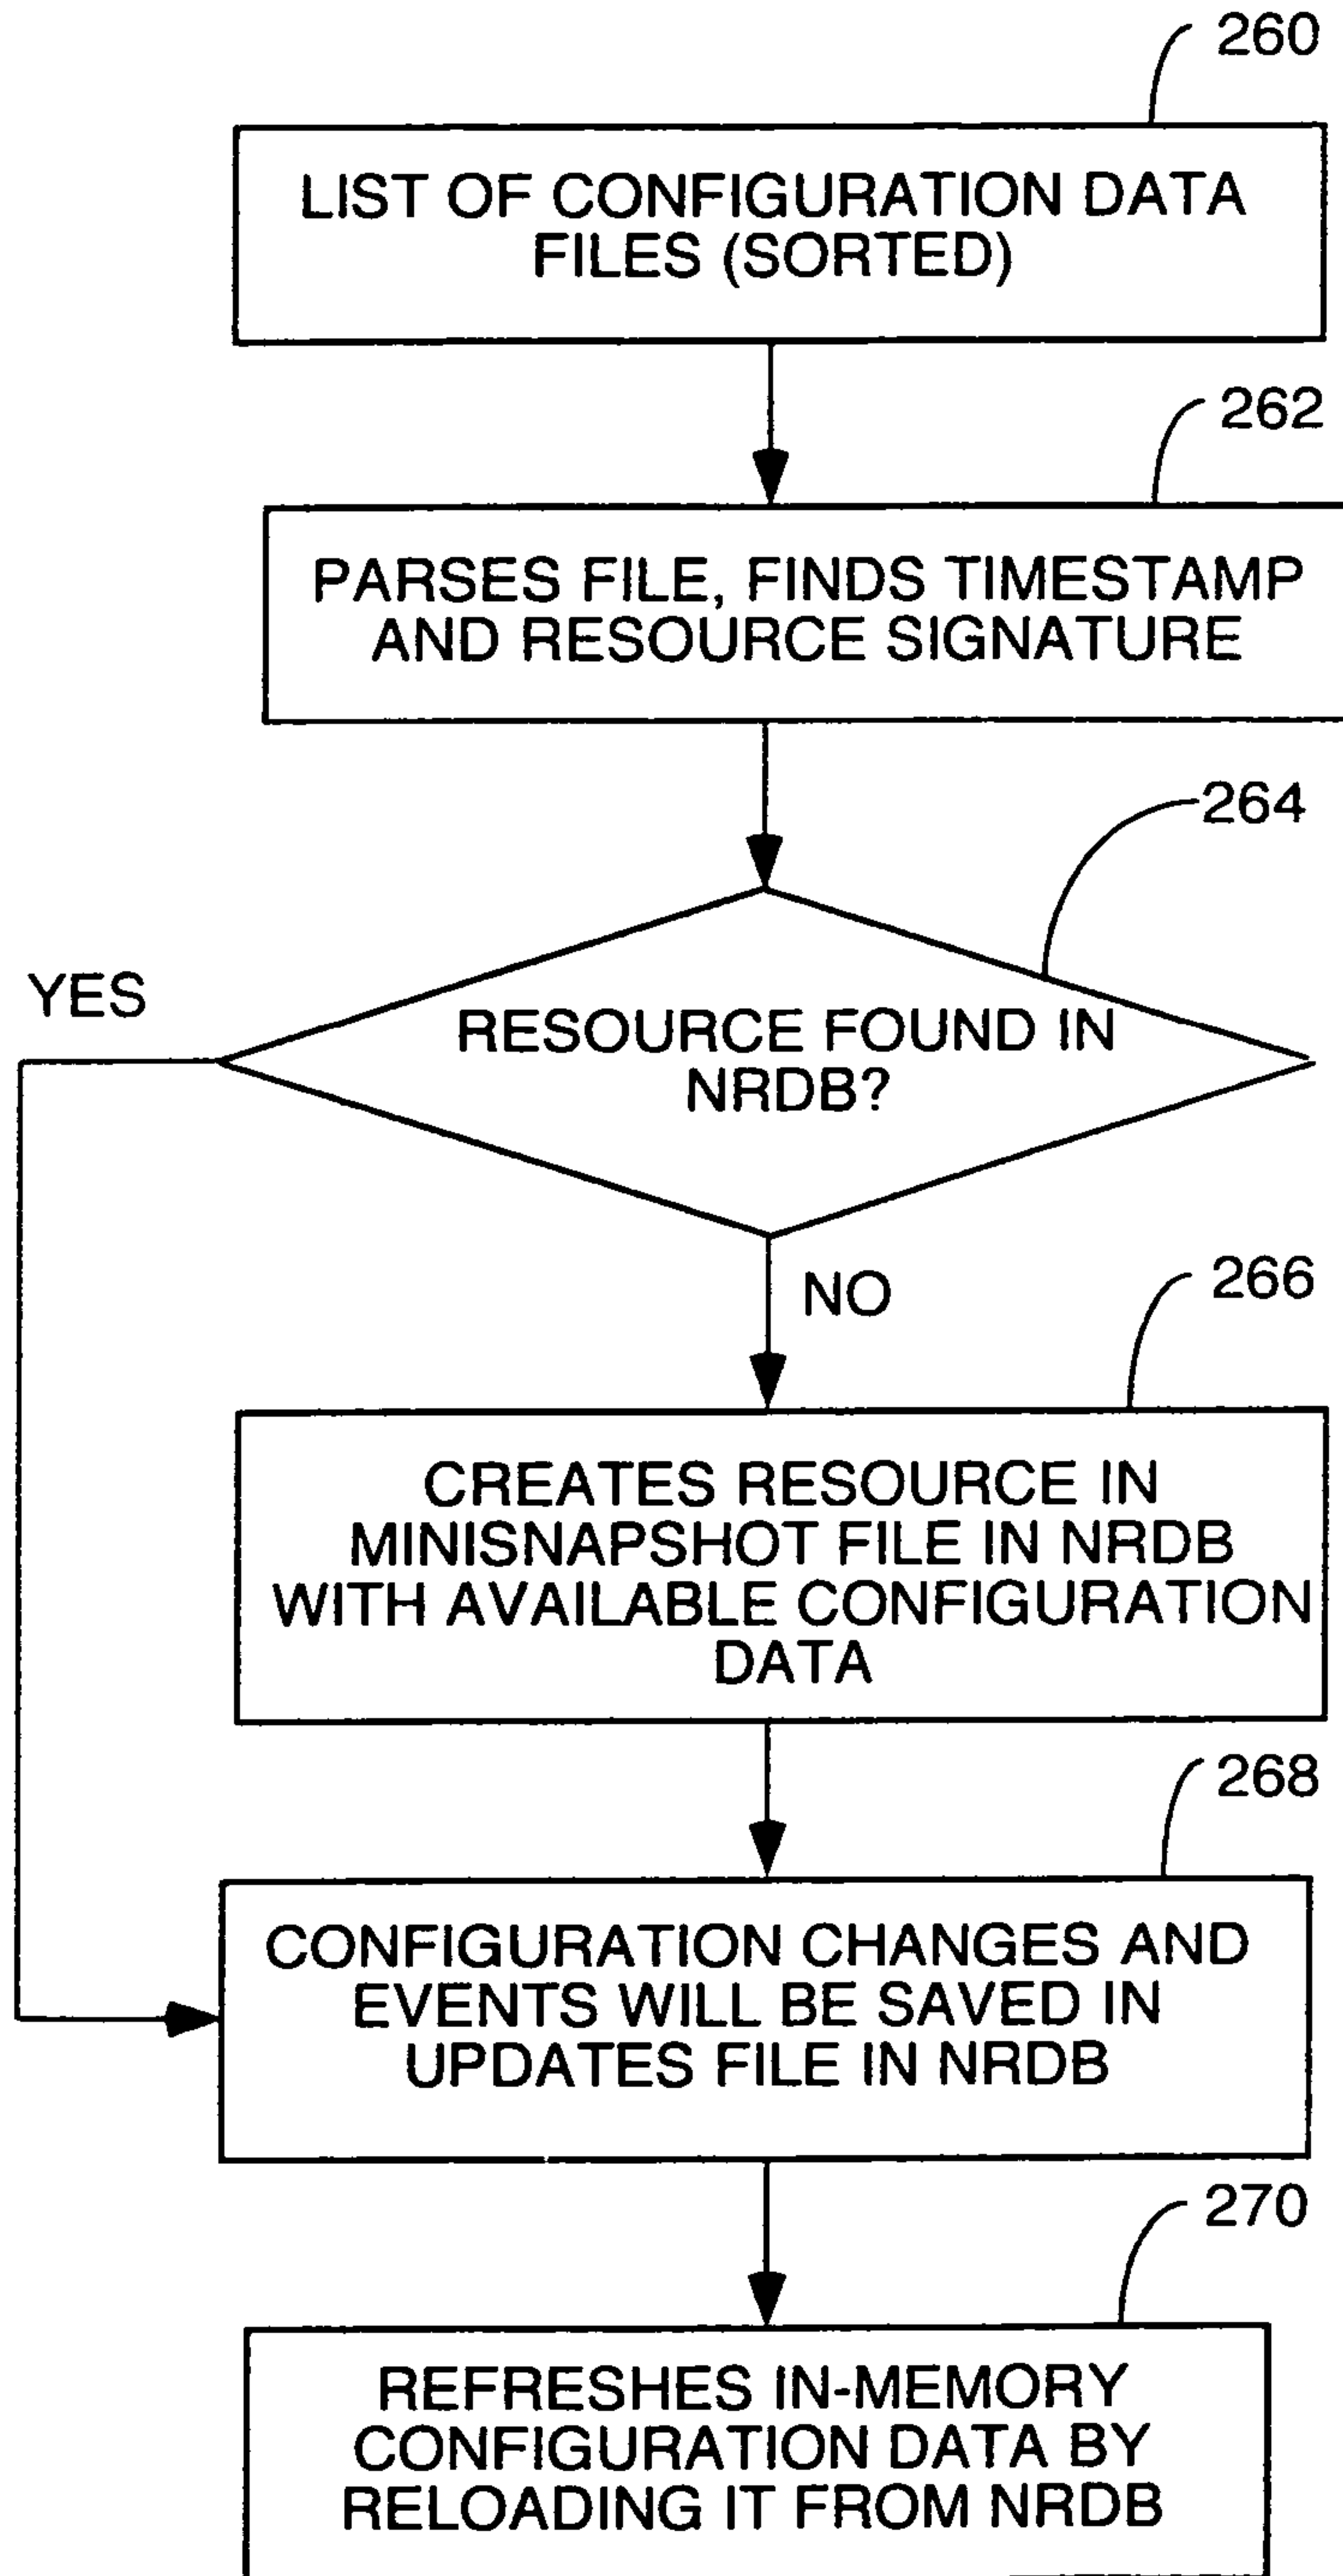 260
LIST OF CONFIGURATION DATA
FILES (SORTED)
262
PARSES FILE, FINDS TIMESTAMP
AND RESOURCE SIGNATURE
264
YES
RESOURCE FOUND IN
NRDB?
NO
266
CREATES RESOURCE IN
MINISNAPSHOT FILE IN NRDB
WITH AVAILABLE CONFIGURATION
DATA
268
CONFIGURATION CHANGES AND
EVENTS WILL BE SAVED IN
UPDATES FILE IN NRDB
270
REFRESHES IN-MEMORY
CONFIGURATION DATA BY
RELOADING IT FROM NRDB